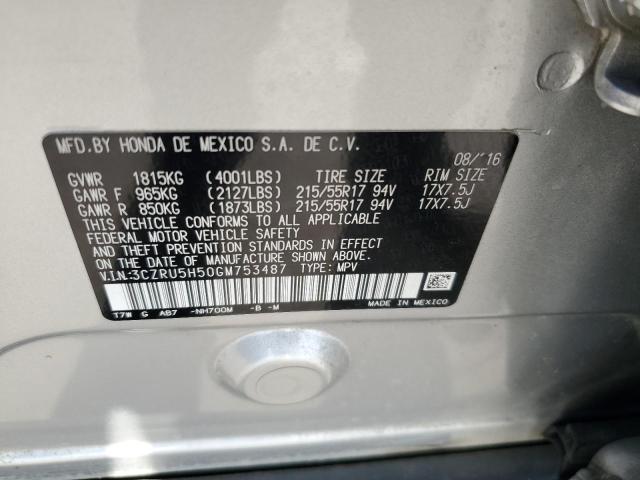 MFD.BY HONDA DE MEXICO S.A. DE C.V.
08/'16
GVWR 1815KG (4001LBS) TIRE SIZE RIM SIZE
GAWR F 965KG (2127LBS) 215/55R17 94V 17X7.5J
GAWR R 850KG (1873LBS) 215/55R17 94V 17X7.5J
THIS VEHICLE CONFORMS TO ALL APPLICABLE
FEDERAL MOTOR VEHICLE SAFETY
AND THEFT PREVENTION STANDARDS IN EFFECT
ON THE DATE OF MANUFACTURE SHOWN ABOVE.
V.I.N:3CZRU5H50GM753487 TYPE: MPV
T7W G AB7 -NH700M -B -M
MADE IN MEXICO